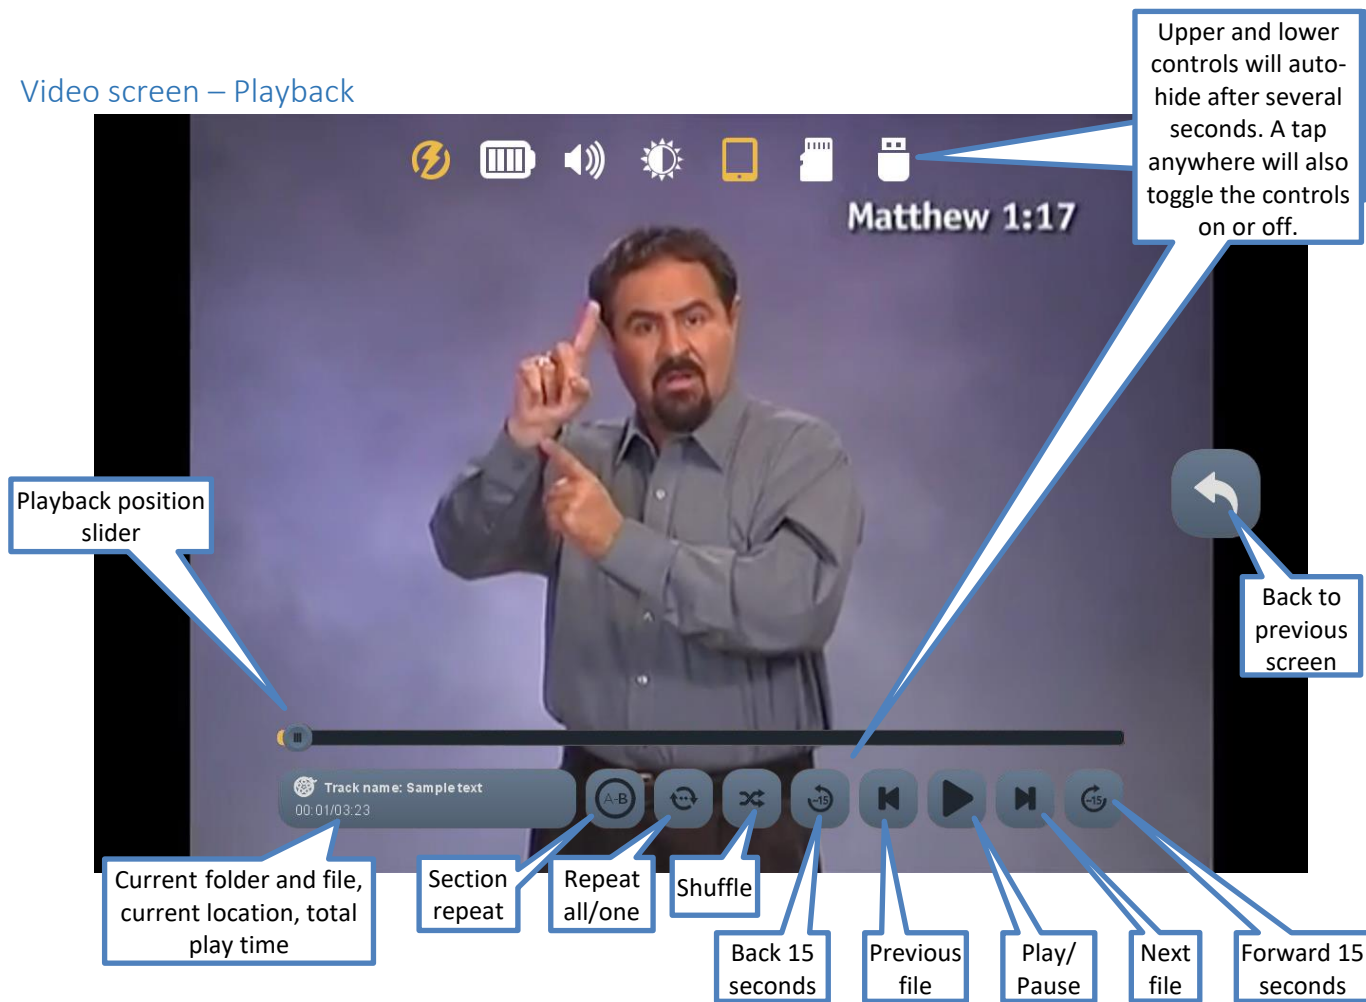 Video screen – Playback
Upper and lower
controls will auto-
hide after several
seconds. A tap
anywhere will also
toggle the controls
on or off.
Matthew 1:17
Playback position
slider
Back to
previous
screen
Track name: Sample text
00:01/03:23
A-B
-15
-15
Current folder and file,
current location, total
play time
Section
repeat
Repeat
all/one
Shuffle
Back 15
seconds
Previous
file
Play/
Pause
Next
file
Forward 15
seconds